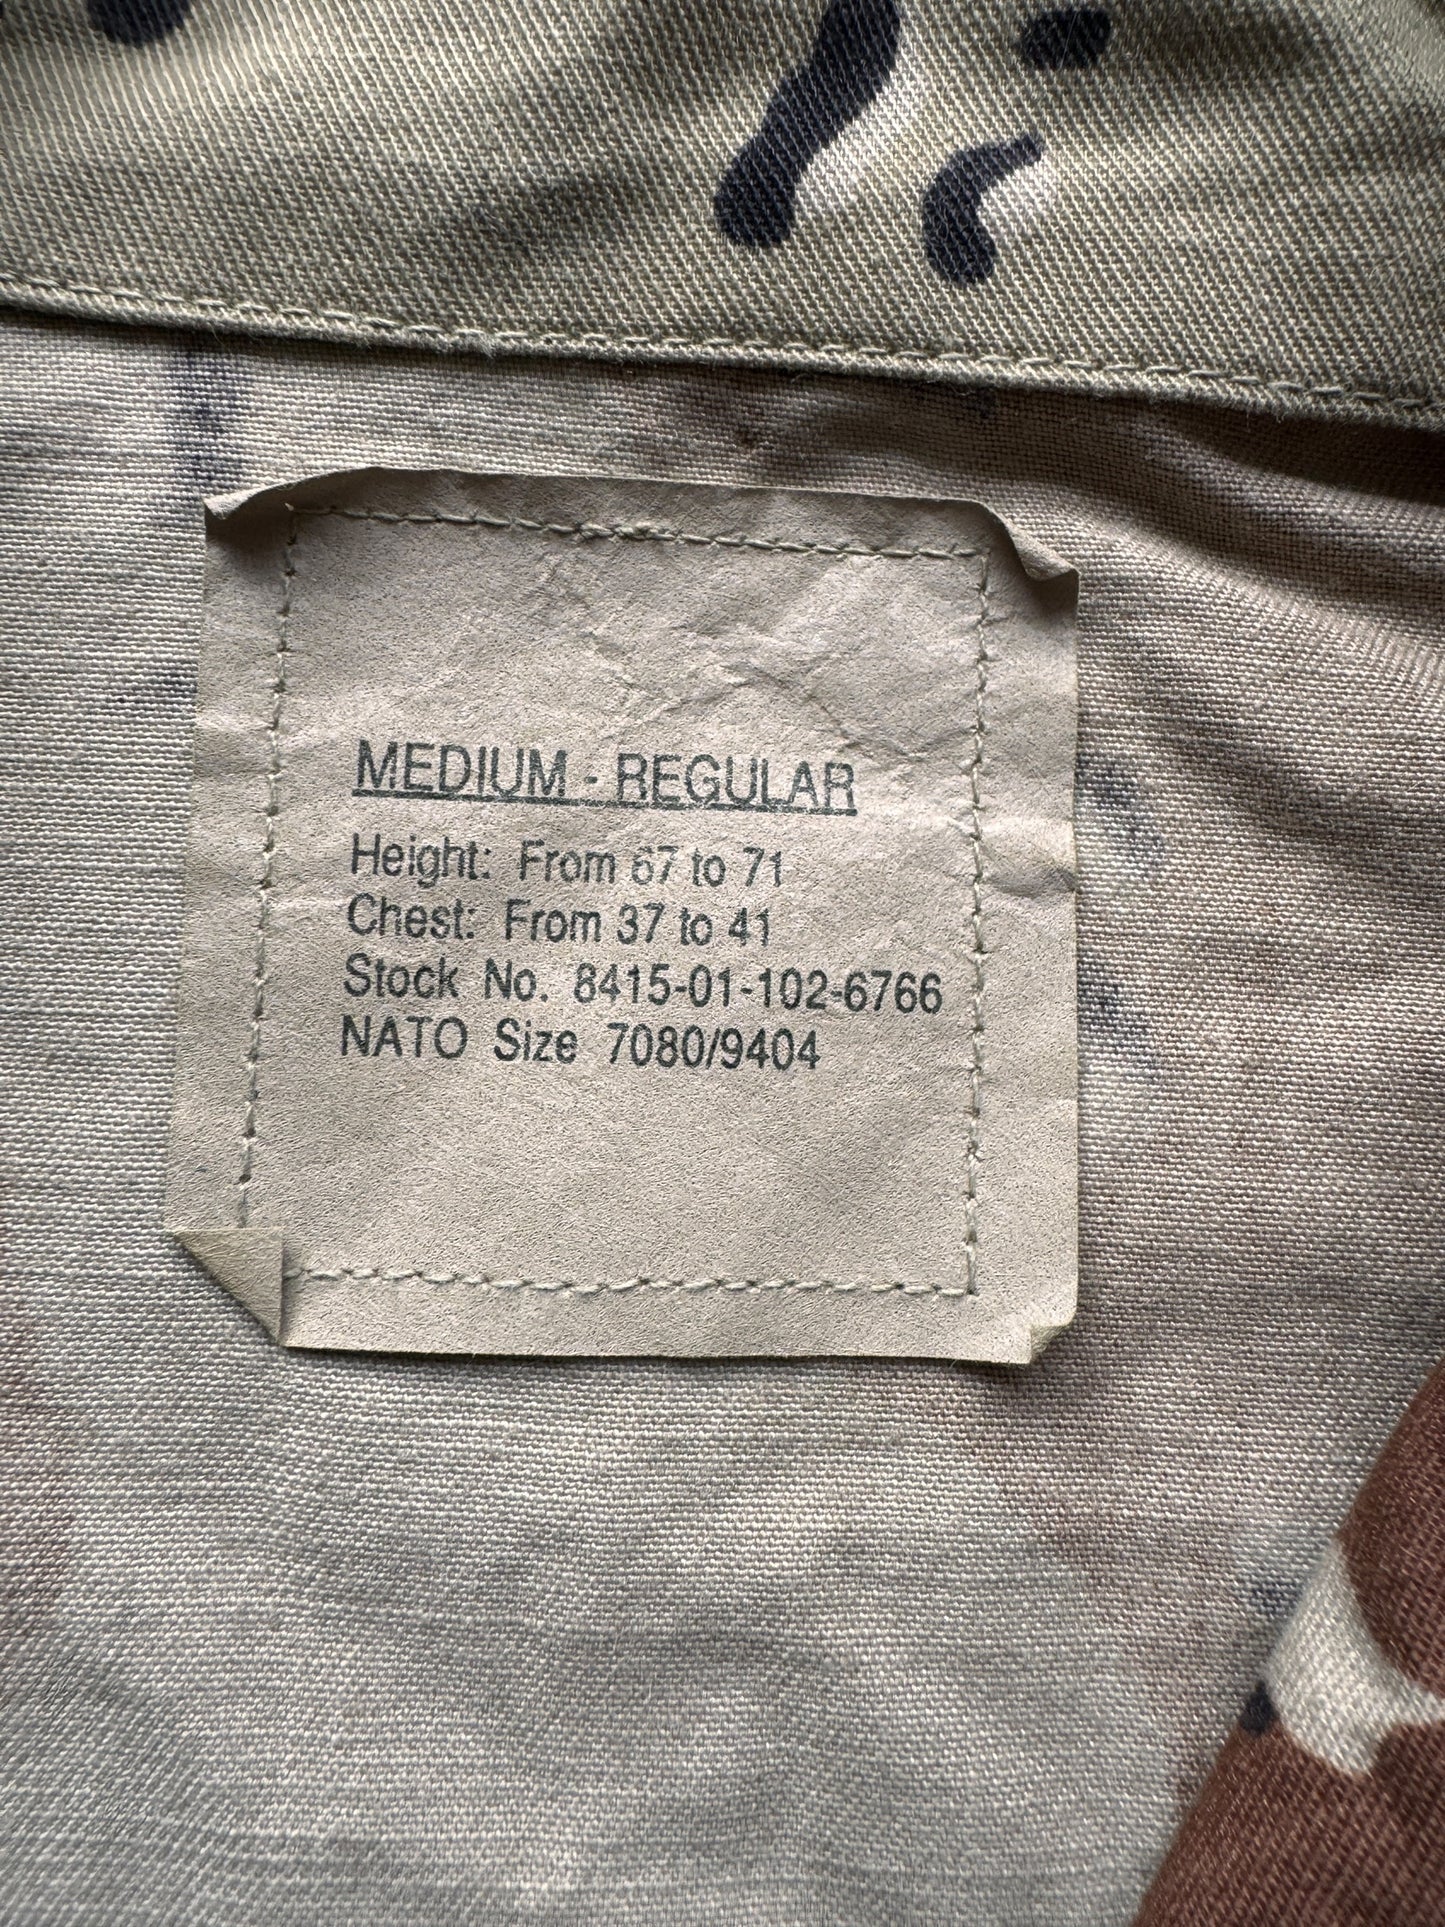 MEDIUM - REGULAR
Height: From 67 to 71
Chest: From 37 to 41
Stock No. 8415-01-102-6766
NATO Size 7080/9404